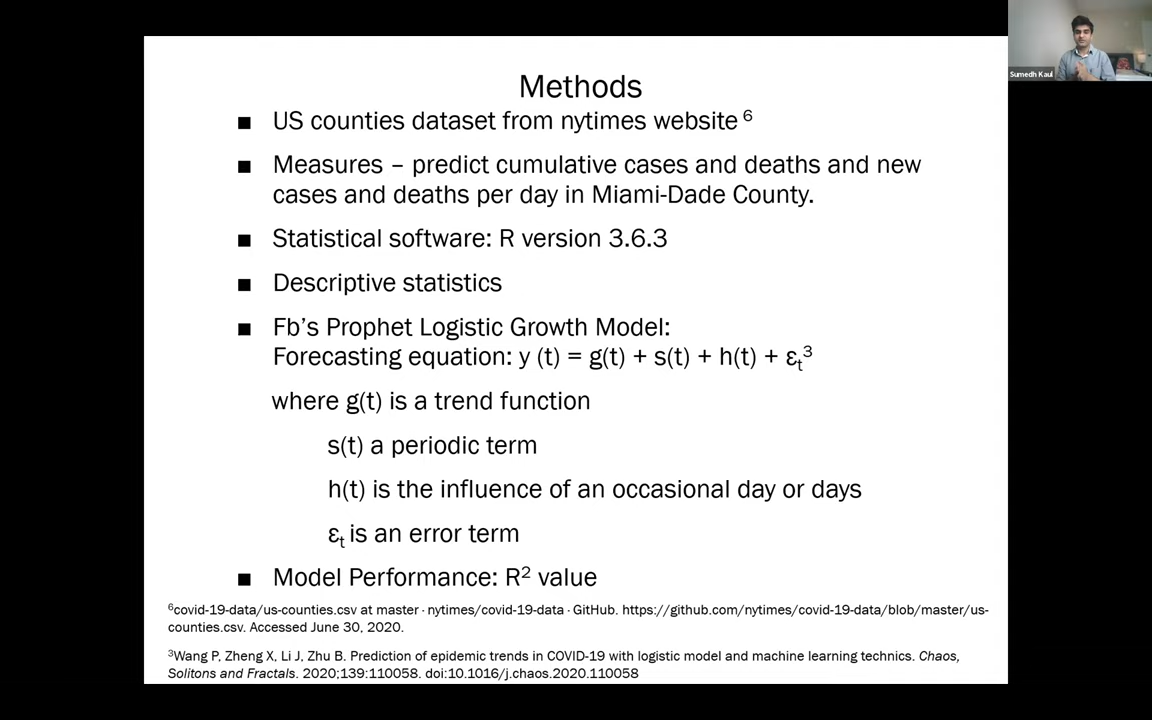 Methods
■ US counties dataset from nytimes website 6
■ Measures – predict cumulative cases and deaths and new
cases and deaths per day in Miami-Dade County.
■ Statistical software: R version 3.6.3
■ Descriptive statistics
■ Fb's Prophet Logistic Growth Model:
Forecasting equation: y (t) = g(t) + s(t) + h(t) + εt3
where g(t) is a trend function
s(t) a periodic term
h(t) is the influence of an occasional day or days
εt is an error term
■ Model Performance: R2 value
6covid-19-data/us-counties.csv at master · nytimes/covid-19-data · GitHub. https://github.com/nytimes/covid-19-data/blob/master/us-
counties.csv. Accessed June 30, 2020.
3Wang P, Zheng X, Li J, Zhu B. Prediction of epidemic trends in COVID-19 with logistic model and machine learning technics. Chaos,
Solitons and Fractals. 2020;139:110058. doi:10.1016/j.chaos.2020.110058
Sumedh Kaul